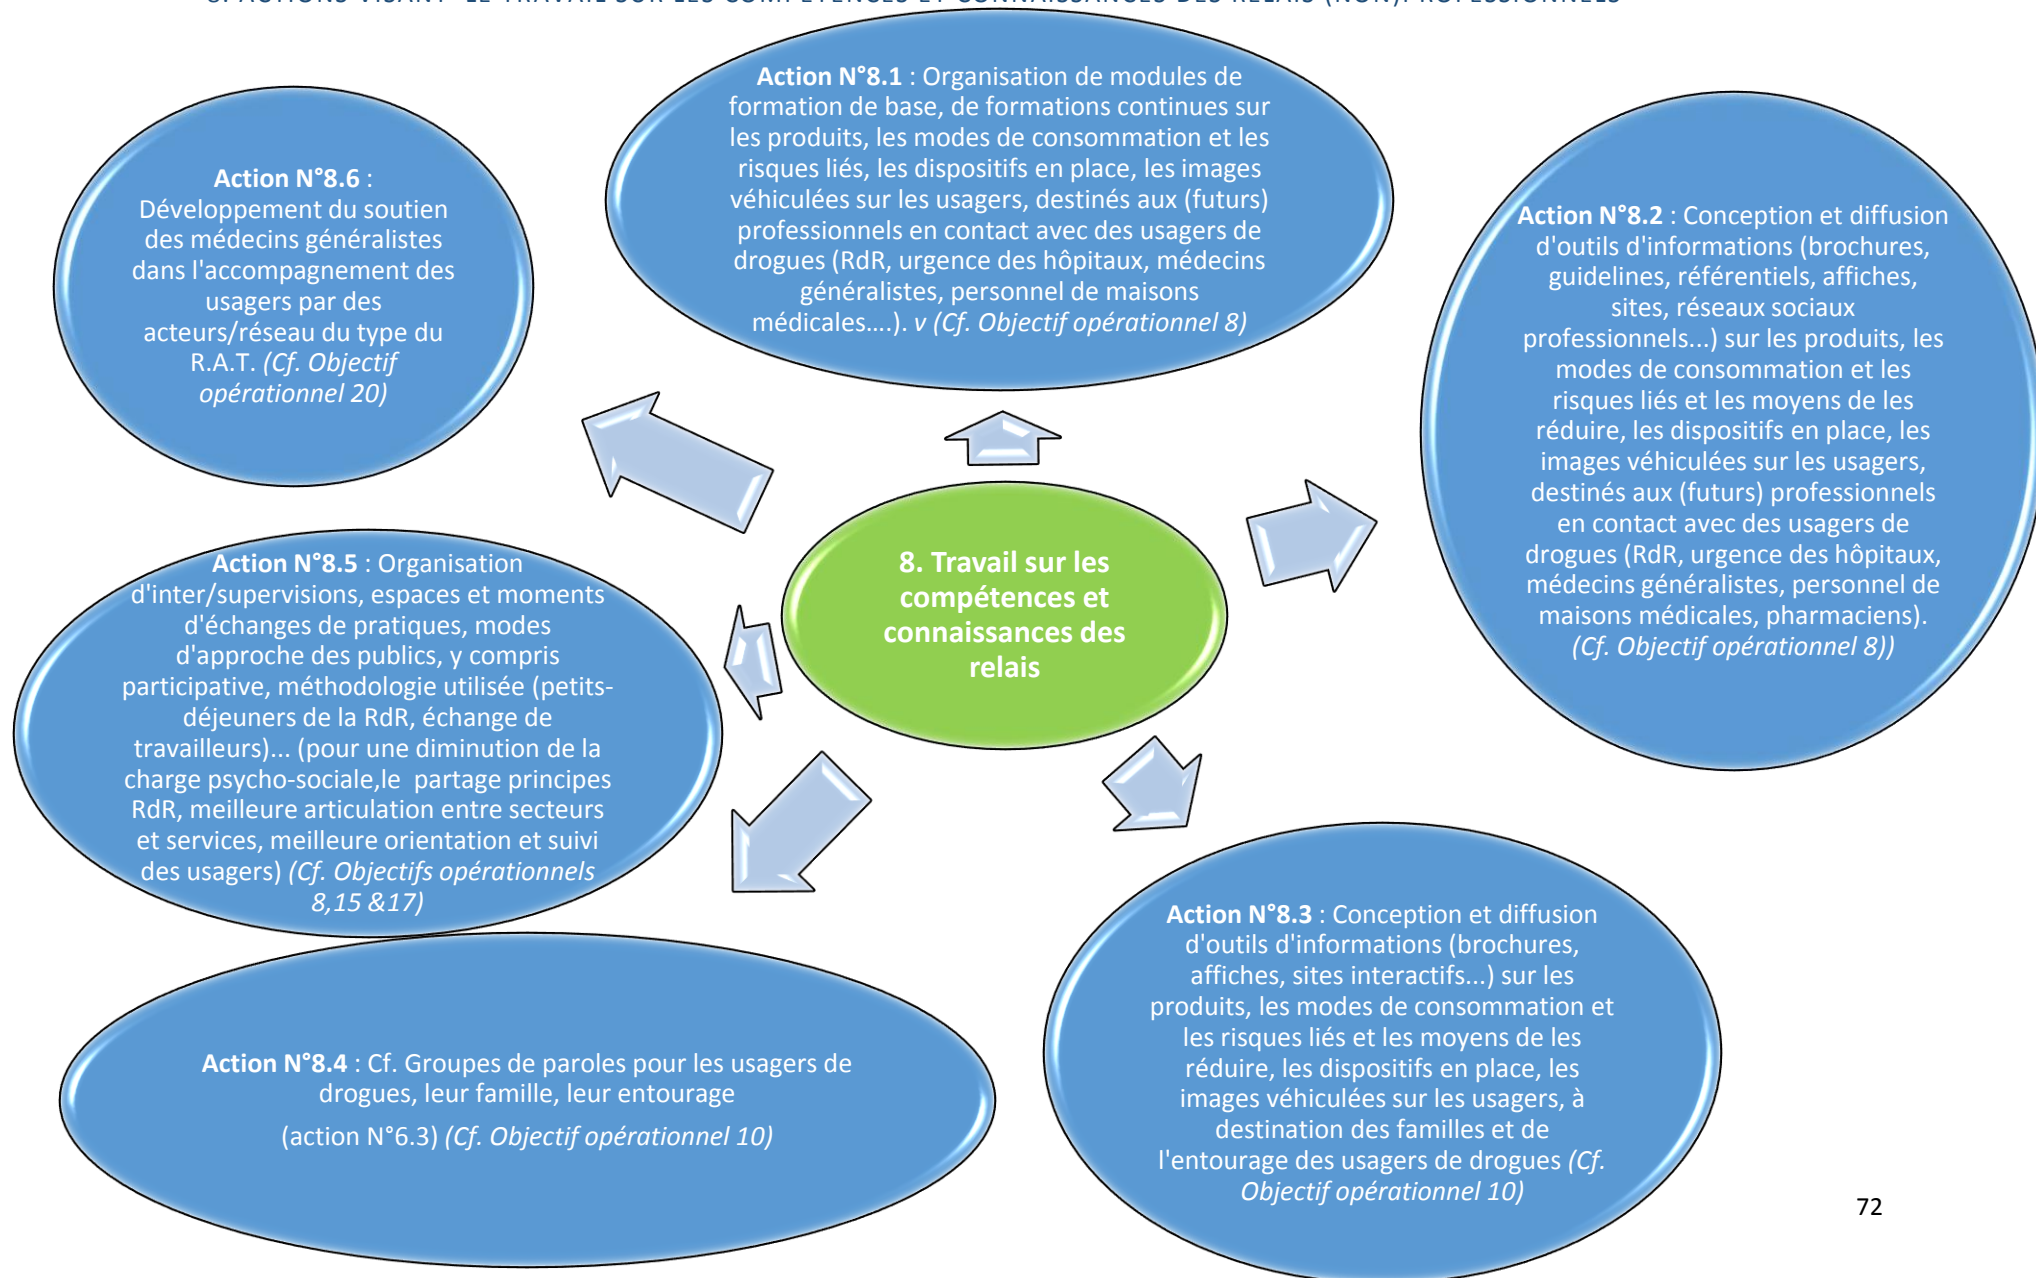 8. ACTIONS VISANT LE TRAVAIL SUR LES COMPÉTENCES ET CONNAISSANCES DES RELAIS (NON)PROFESSIONNELS
Action N°8.1 : Organisation de modules de
formation de base, de formations continues sur
les produits, les modes de consommation et les
risques liés, les dispositifs en place, les images
véhiculées sur les usagers, destinés aux (futurs)
professionnels en contact avec des usagers de
drogues (RdR, urgence des hôpitaux, médecins
généralistes, personnel de maisons
médicales….). v (Cf. Objectif opérationnel 8)
Action N°8.2 : Conception et diffusion
d'outils d'informations (brochures,
guidelines, référentiels, affiches,
sites, réseaux sociaux
professionnels...) sur les produits, les
modes de consommation et les
risques liés et les moyens de les
réduire, les dispositifs en place, les
images véhiculées sur les usagers,
destinés aux (futurs) professionnels
en contact avec des usagers de
drogues (RdR, urgence des hôpitaux,
médecins généralistes, personnel de
maisons médicales, pharmaciens).
(Cf. Objectif opérationnel 8))
Action N°8.3 : Conception et diffusion
d'outils d'informations (brochures,
affiches, sites interactifs...) sur les
produits, les modes de consommation et
les risques liés et les moyens de les
réduire, les dispositifs en place, les
images véhiculées sur les usagers, à
destination des familles et de
l'entourage des usagers de drogues (Cf.
Objectif opérationnel 10)
Action N°8.4 : Cf. Groupes de paroles pour les usagers de
drogues, leur famille, leur entourage
(action N°6.3) (Cf. Objectif opérationnel 10)
Action N°8.5 : Organisation
d'inter/supervisions, espaces et moments
d'échanges de pratiques, modes
d'approche des publics, y compris
participative, méthodologie utilisée (petits-
déjeuners de la RdR, échange de
travailleurs)... (pour une diminution de la
charge psycho-sociale,le  partage principes
RdR, meilleure articulation entre secteurs
et services, meilleure orientation et suivi
des usagers) (Cf. Objectifs opérationnels
8,15 &17)
Action N°8.6 :
Développement du soutien
des médecins généralistes
dans l'accompagnement des
usagers par des
acteurs/réseau du type du
R.A.T. (Cf. Objectif
opérationnel 20)
8. Travail sur les
compétences et
connaissances des
relais
72